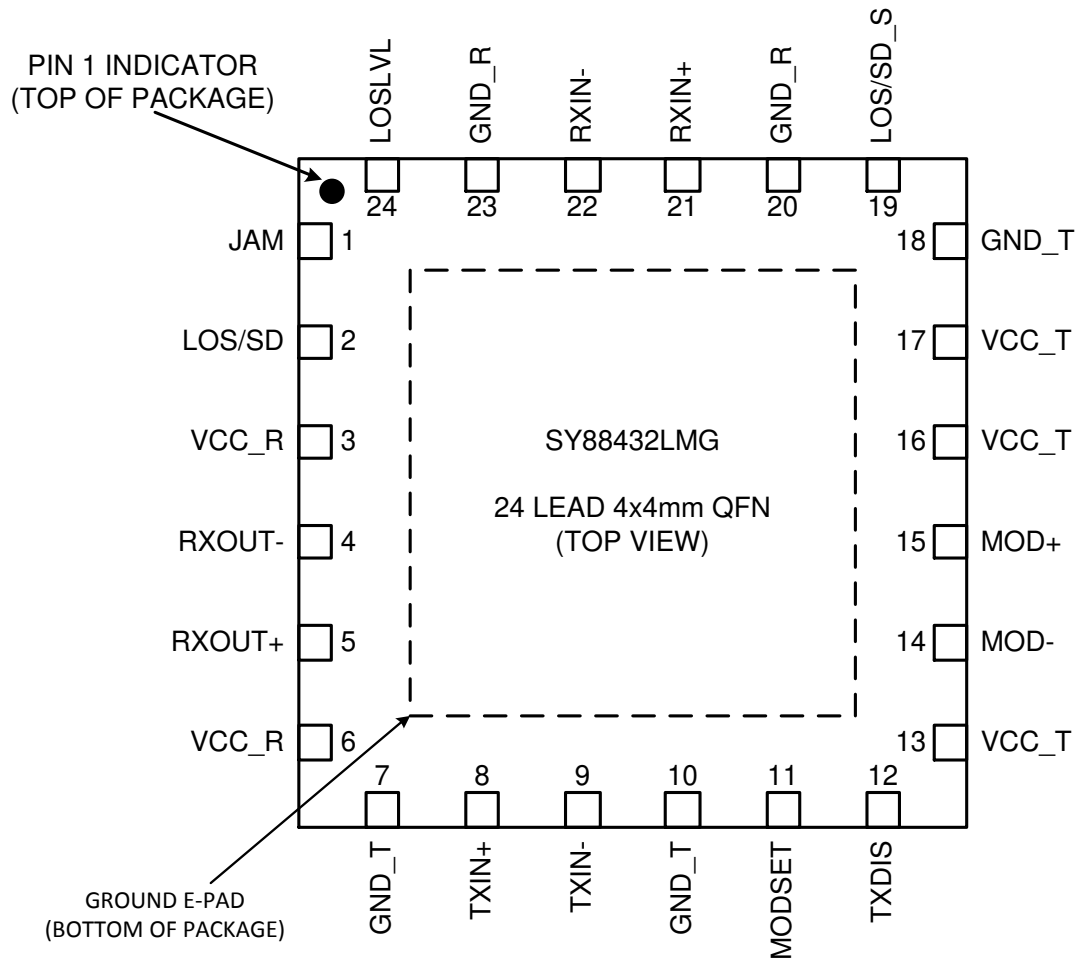 PIN 1 INDICATOR
(TOP OF PACKAGE)
LOSLVL
GND_R
RXIN-
RXIN+
GND_R
LOS/SD_S
24
23
22
21
20
19
JAM
1
18
GND_T
LOS/SD
2
17
VCC_T
VCC_R
3
16
VCC_T
RXOUT-
4
15
MOD+
RXOUT+
5
14
MOD-
VCC_R
6
13
VCC_T
SY88432LMG
24 LEAD 4x4mm QFN
(TOP VIEW)
7
8
9
10
11
12
GND_T
TXIN+
TXIN-
GND_T
MODSET
TXDIS
GROUND E-PAD
(BOTTOM OF PACKAGE)